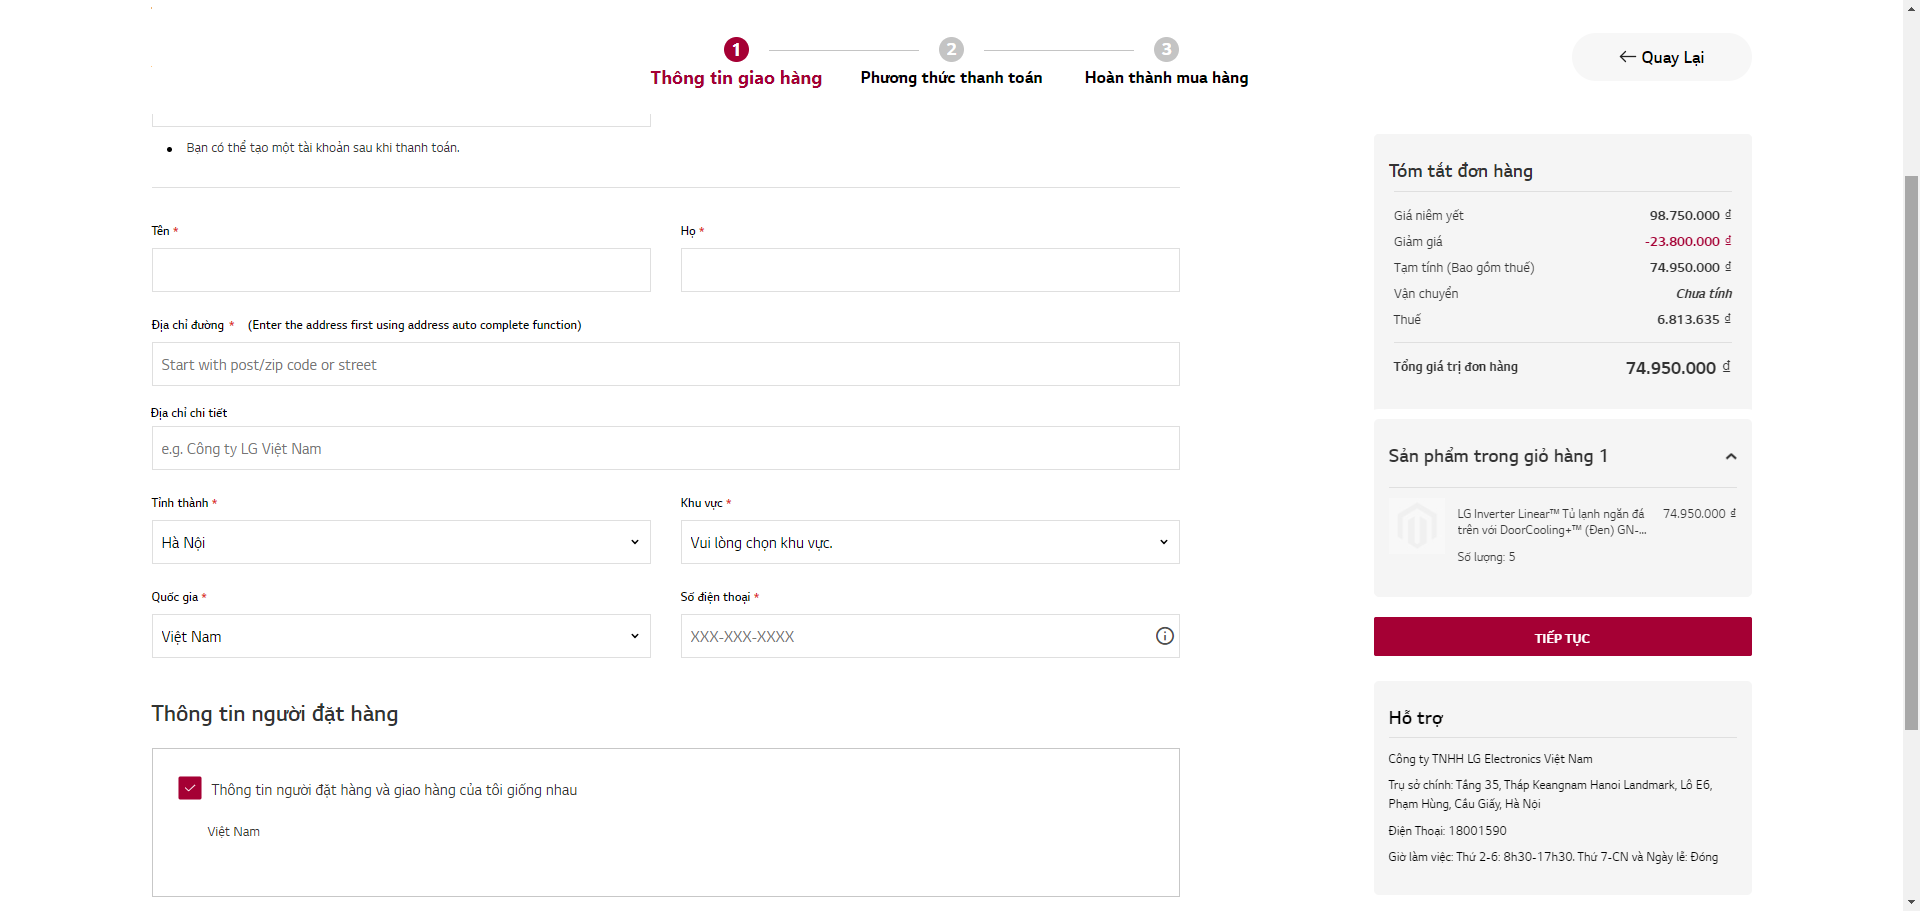 1
2
3
Thông tin giao hàng
Phương thức thanh toán
Hoàn thành mua hàng
Quay Lại
Bạn có thể tạo một tài khoản sau khi thanh toán.
Tên *
Họ *
Địa chỉ đường * (Enter the address first using address auto complete function)
Start with post/zip code or street
Địa chỉ chi tiết
e.g. Công ty LG Việt Nam
Tỉnh thành *
Khu vực *
Hà Nội
Vui lòng chọn khu vực.
Quốc gia *
Số điện thoại *
Việt Nam
XXX-XXX-XXXX
Thông tin người đặt hàng
Thông tin người đặt hàng và giao hàng của tôi giống nhau
Việt Nam
Tóm tắt đơn hàng
Giá niêm yết 98.750.000 ₫
Giảm giá -23.800.000 ₫
Tạm tính (Bao gồm thuế) 74.950.000 ₫
Vận chuyển Chưa tính
Thuế 6.813.635 ₫
Tổng giá trị đơn hàng 74.950.000 ₫
Sản phẩm trong giỏ hàng 1
LG Inverter Linear™ Tủ lạnh ngăn đá 74.950.000 ₫
trên với DoorCooling+™ (Đen) GN-...
Số lượng: 5
TIẾP TỤC
Hỗ trợ
Công ty TNHH LG Electronics Việt Nam
Trụ sở chính: Tầng 35, Tháp Keangnam Hanoi Landmark, Lô E6,
Phạm Hùng, Cầu Giấy, Hà Nội
Điện Thoại: 18001590
Giờ làm việc: Thứ 2-6: 8h30-17h30. Thứ 7-CN và Ngày lễ: Đóng